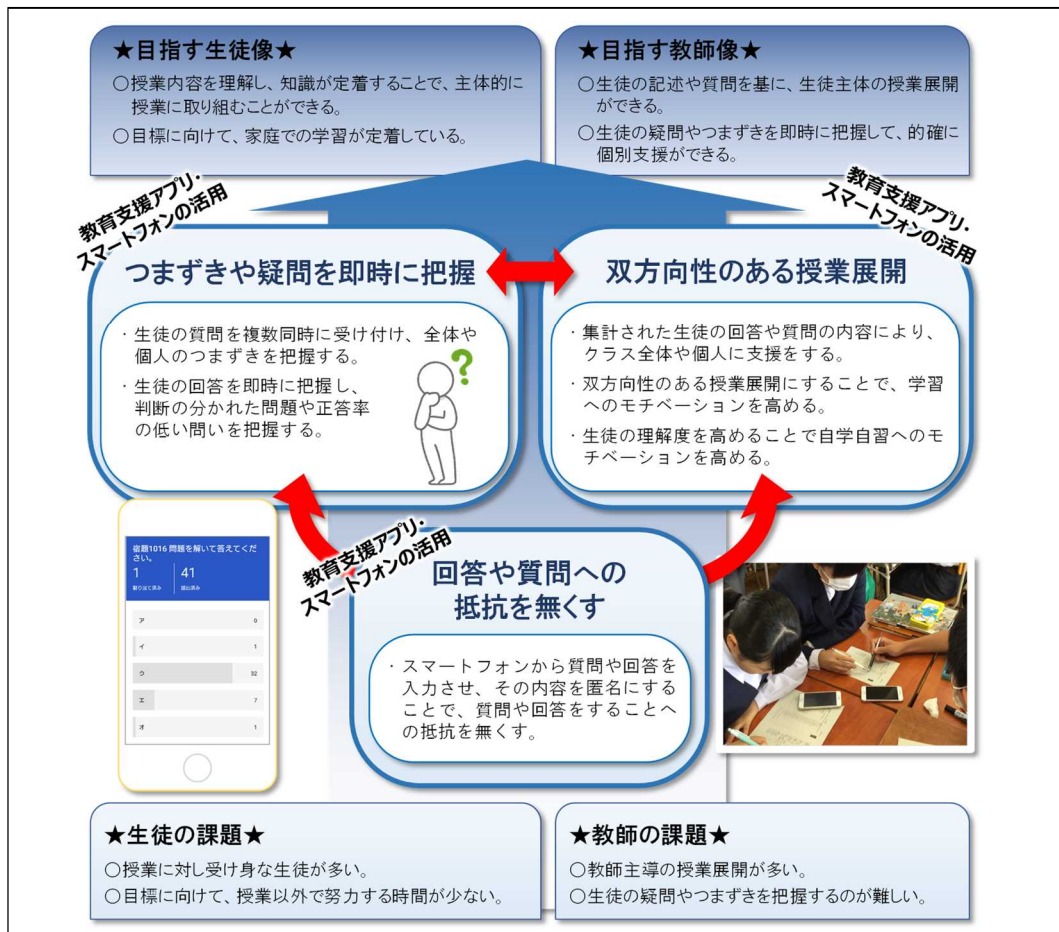 ★目指す生徒像★
○授業内容を理解し、知識が定着することで、主体的に
授業に取り組むことができる。
○目標に向けて、家庭での学習が定着している。
★目指す教師像★
○生徒の記述や質問を基に、生徒主体の授業展開
ができる。
○生徒の疑問やつまずきを即時に把握して、的確に
個別支援ができる。
教育支援アプリ・
スマートフォンの活用
教育支援アプリ・
スマートフォンの活用
つまずきや疑問を即時に把握
・生徒の質問を複数同時に受け付け、全体や
個人のつまずきを把握する。
・生徒の回答を即時に把握し、
判断の分かれた問題や正答率
の低い問いを把握する。
双方向性のある授業展開
・集計された生徒の回答や質問の内容により、
クラス全体や個人に支援をする。
・双方向性のある授業展開にすることで、学習
へのモチベーションを高める。
・生徒の理解度を高めることで自学自習へのモ
チベーションを高める。
教育支援アプリ・
スマートフォンの活用
回答や質問への
抵抗を無くす
・スマートフォンから質問や回答を
入力させ、その内容を匿名にする
ことで、質問や回答をすることへ
の抵抗を無くす。
宿題1016 問題を解いて答えてくだ
さい。
1 41
割り当て済み 提出済み
ア 0
イ 1
ウ 32
エ 7
オ 1
★生徒の課題★
○授業に対し受け身な生徒が多い。
○目標に向けて、授業以外で努力する時間が少ない。
★教師の課題★
○教師主導の授業展開が多い。
○生徒の疑問やつまずきを把握するのが難しい。